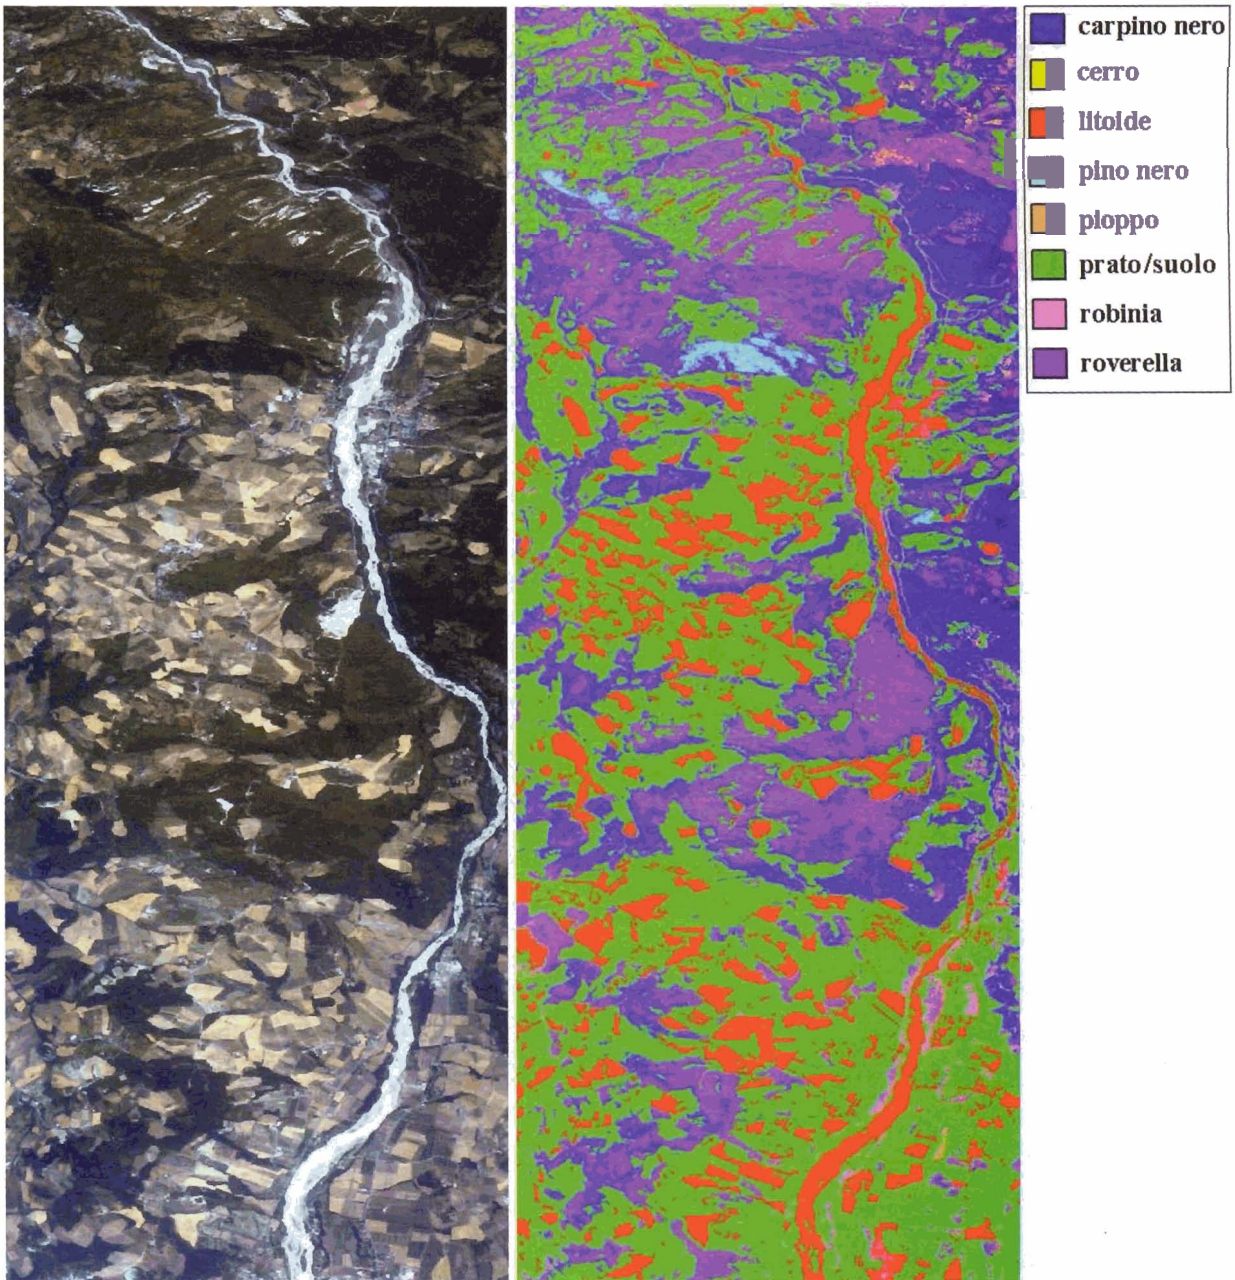 carpino nero
cerro
litoide
pino nero
pioppo
prato/suolo
robinia
roverella